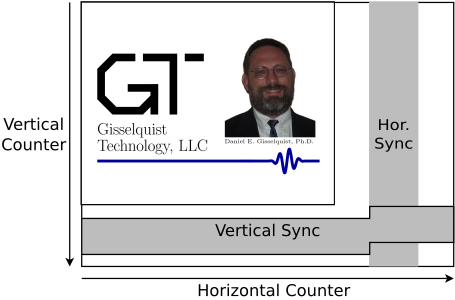 GT
Gisselquist
Technology, LLC
Daniel E. Gisselquist, Ph.D.
Vertical
Counter
Hor.
Sync
Vertical Sync
Horizontal Counter